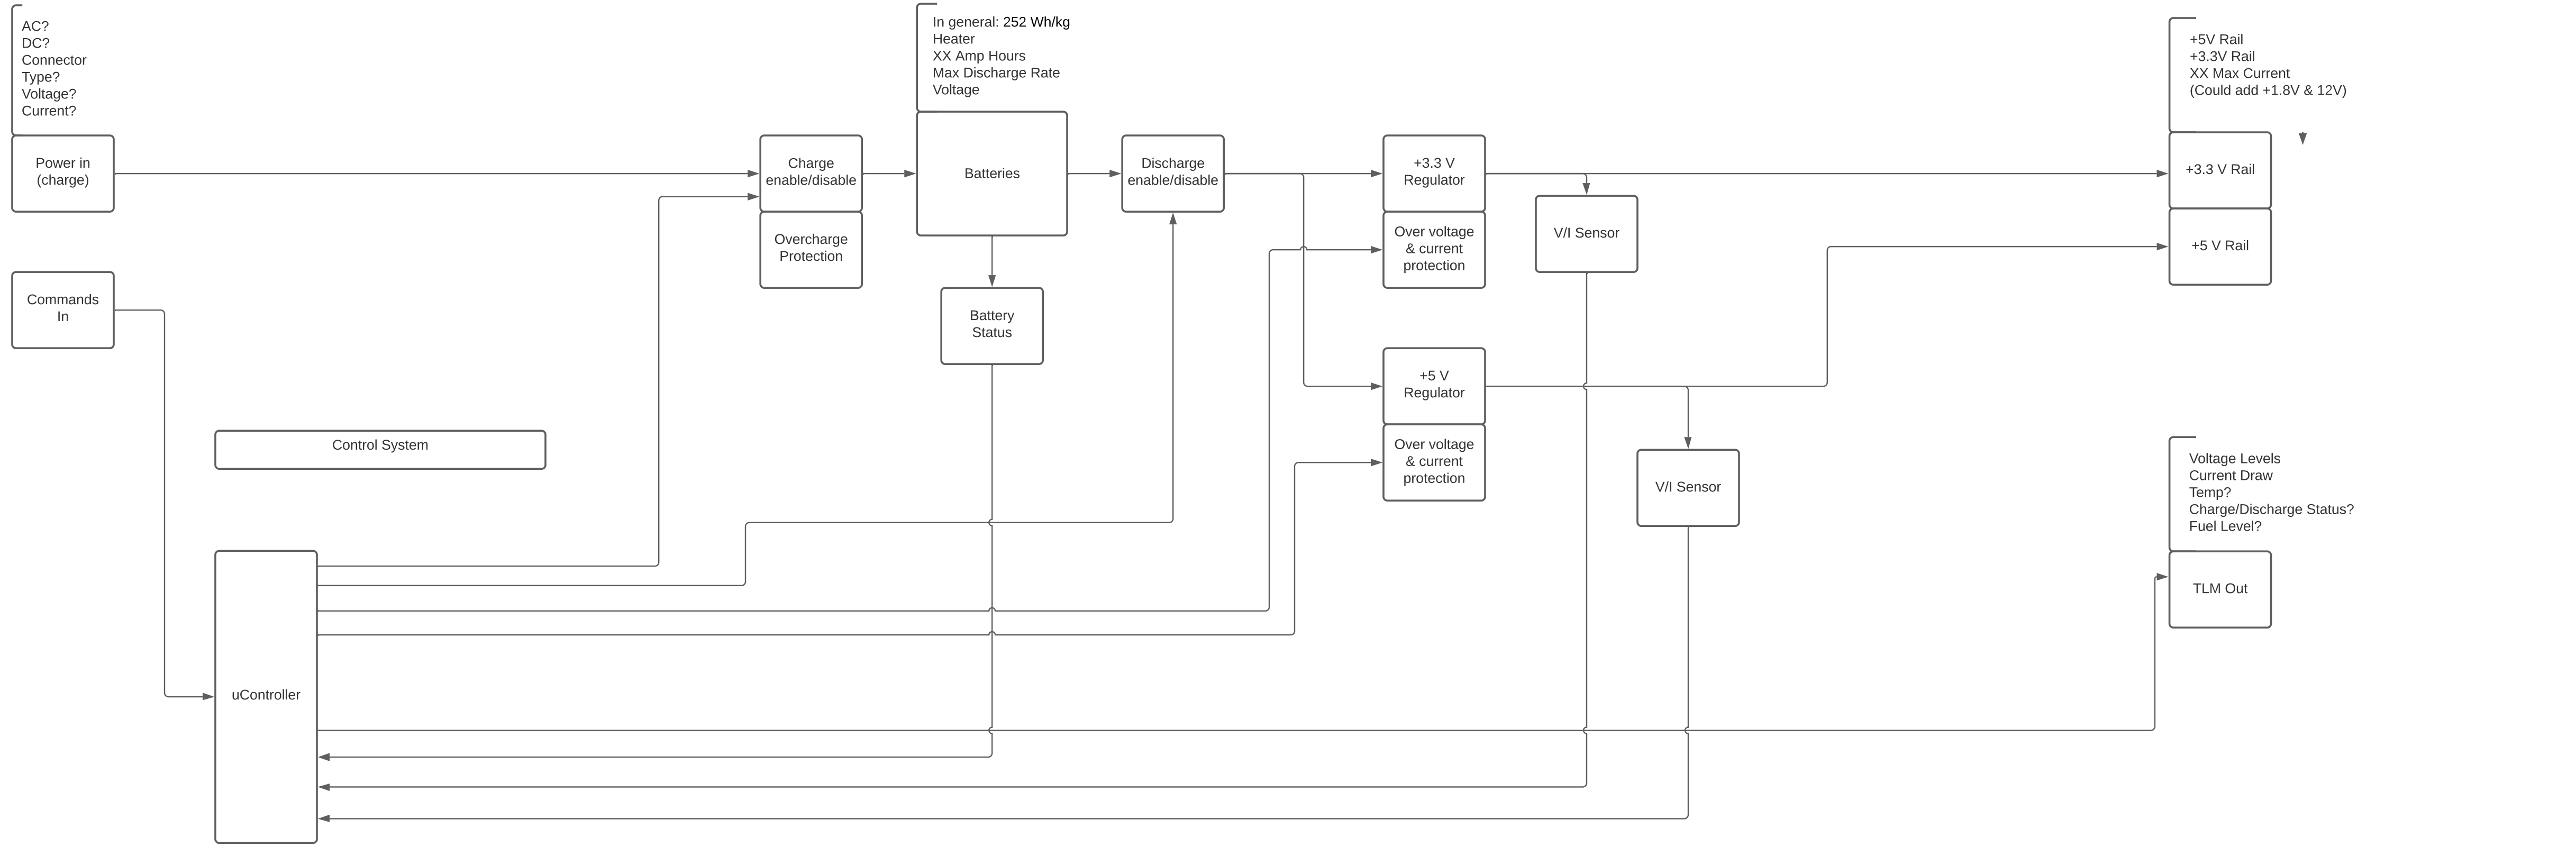 AC?
DC?
Connector
Type?
Voltage?
Current?
Power in
(charge)
Commands
In
Control System
uController
Charge
enable/disable
Overcharge
Protection
In general: 252 Wh/kg
Heater
XX Amp Hours
Max Discharge Rate
Voltage
Batteries
Battery
Status
Discharge
enable/disable
+3.3 V
Regulator
Over voltage
& current
protection
+5 V
Regulator
Over voltage
& current
protection
V/I Sensor
V/I Sensor
+5V Rail
+3.3V Rail
XX Max Current
(Could add +1.8V & 12V)
+3.3 V Rail
+5 V Rail
Voltage Levels
Current Draw
Temp?
Charge/Discharge Status?
Fuel Level?
TLM Out